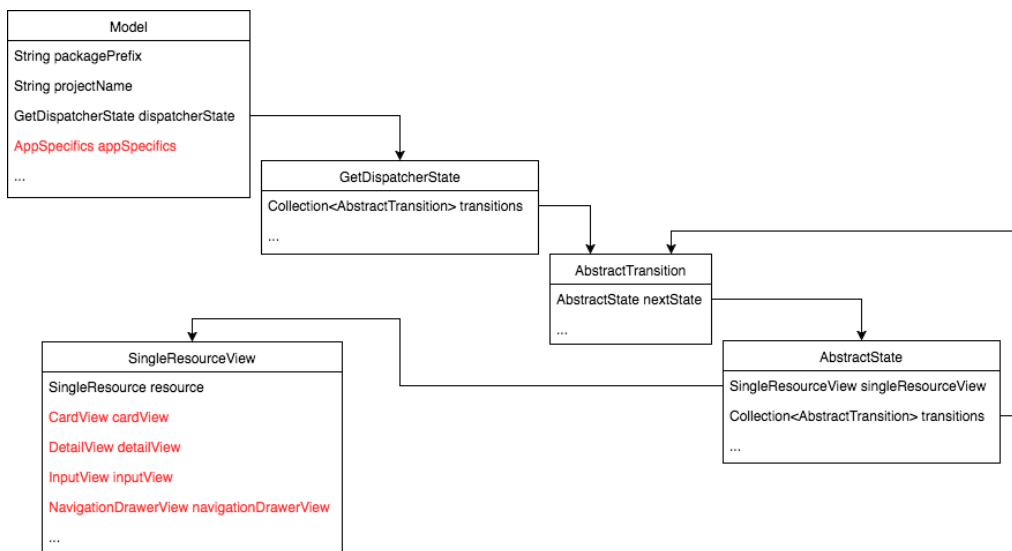 Model
String packagePrefix
String projectName
GetDispatcherState dispatcherState
AppSpecifics appSpecifics
...
GetDispatcherState
Collection<AbstractTransition> transitions
...
AbstractTransition
AbstractState nextState
...
AbstractState
SingleResourceView singleResourceView
Collection<AbstractTransition> transitions
...
SingleResourceView
SingleResource resource
CardView cardView
DetailView detailView
InputView inputView
NavigationDrawerView navigationDrawerView
...